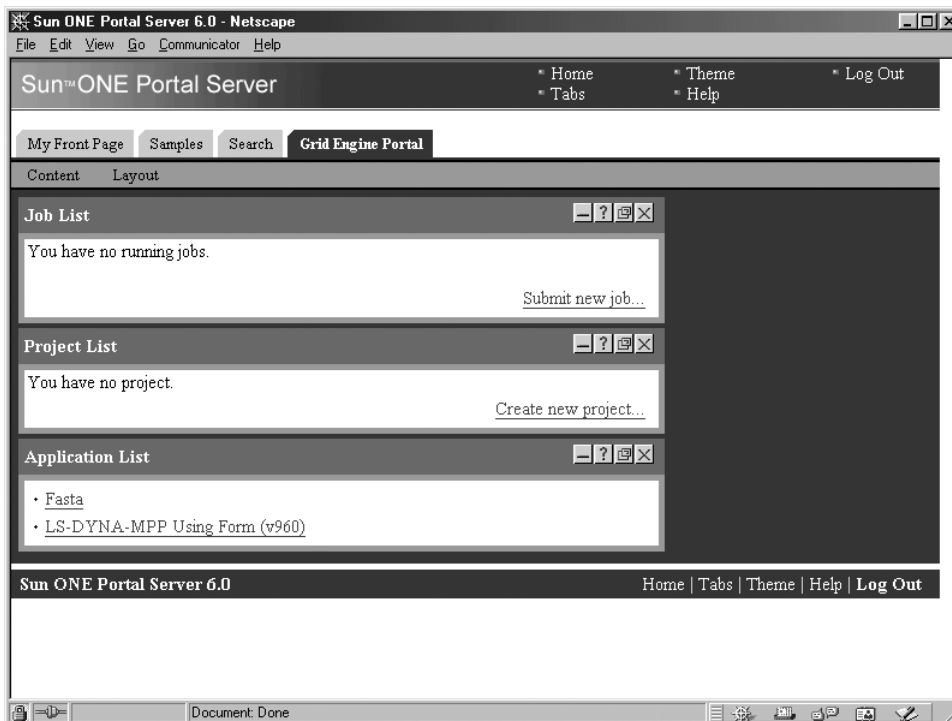 Sun ONE Portal Server 6.0 - Netscape
File Edit View Go Communicator Help
Sun™ONE Portal Server
Home Theme Log Out
Tabs Help
My Front Page Samples Search Grid Engine Portal
Content Layout
Job List
You have no running jobs.
Submit new job...
Project List
You have no project.
Create new project...
Application List
Fasta
LS-DYNA-MPP Using Form (v960)
Sun ONE Portal Server 6.0 Home | Tabs | Theme | Help | Log Out
Document: Done